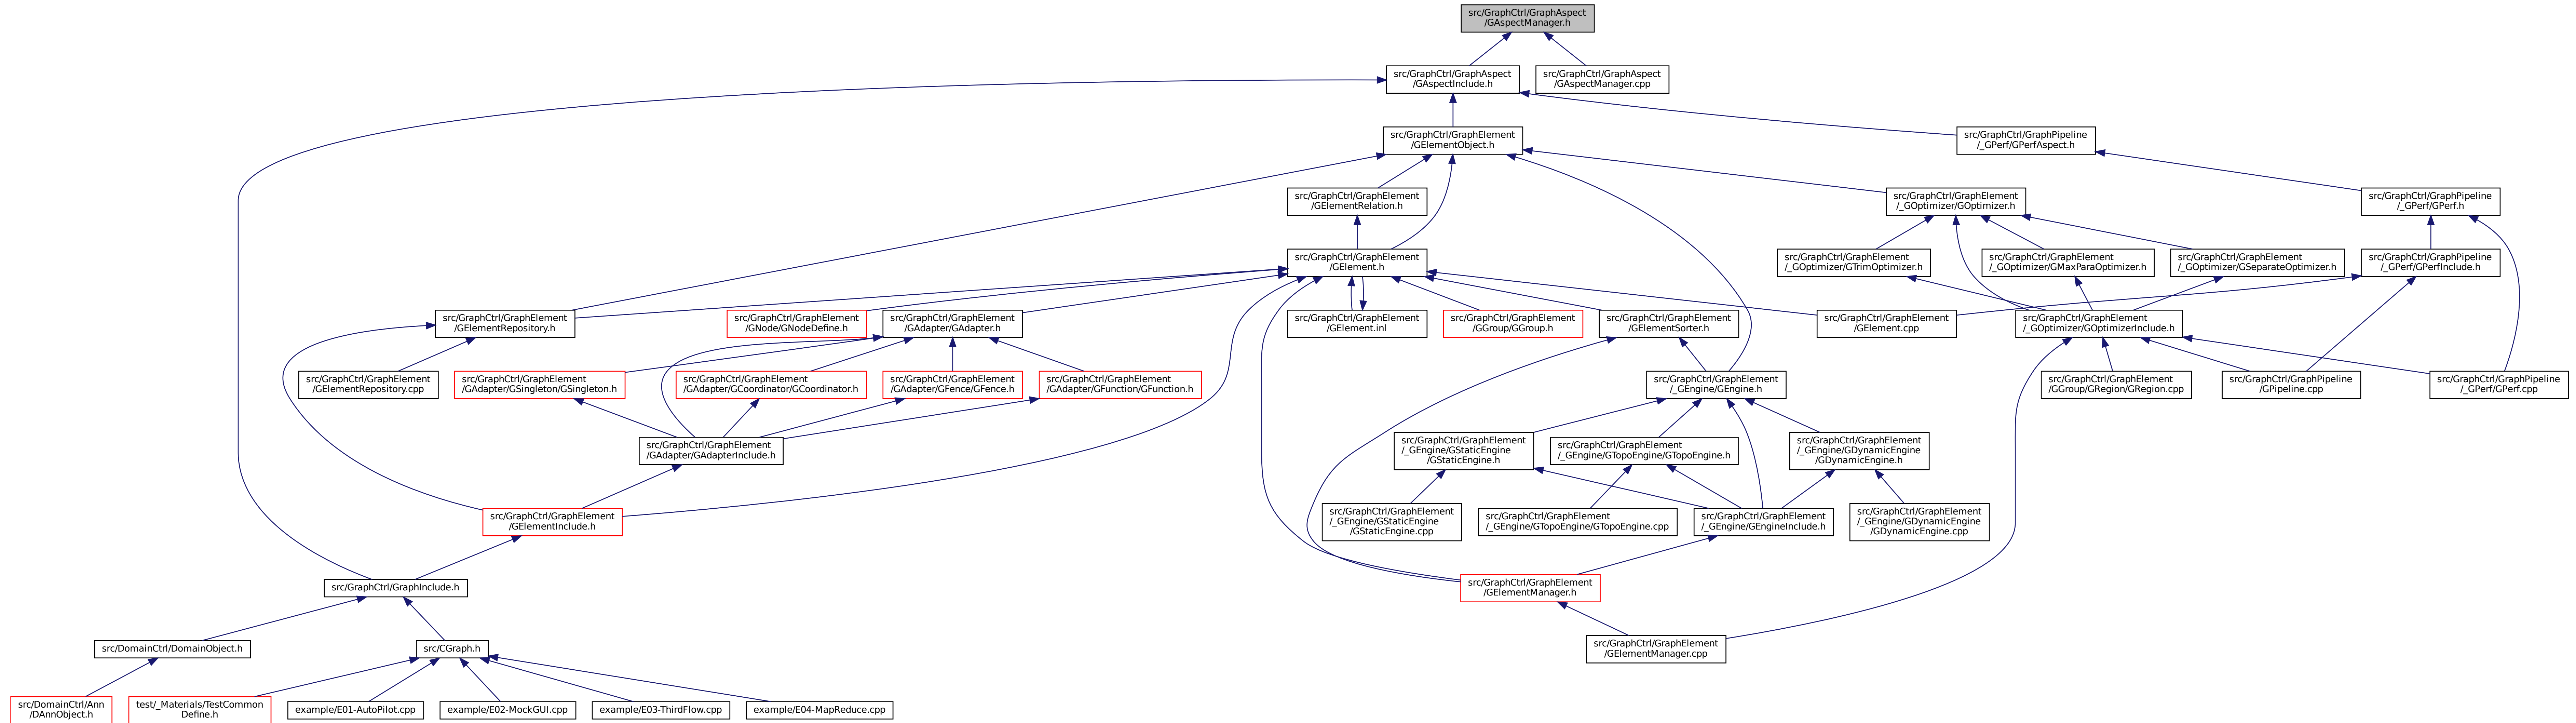 src/GraphCtrl/GraphAspect
/GAspectManager.h
src/GraphCtrl/GraphAspect
/GAspectInclude.h
src/GraphCtrl/GraphAspect
/GAspectManager.cpp
src/GraphCtrl/GraphElement
/GElementObject.h
src/GraphCtrl/GraphPipeline
/_GPerf/GPerfAspect.h
src/GraphCtrl/GraphElement
/GElementRelation.h
src/GraphCtrl/GraphElement
/_GOptimizer/GOptimizer.h
src/GraphCtrl/GraphPipeline
/_GPerf/GPerf.h
src/GraphCtrl/GraphElement
/GElement.h
src/GraphCtrl/GraphElement
/_GOptimizer/GTrimOptimizer.h
src/GraphCtrl/GraphElement
/_GOptimizer/GMaxParaOptimizer.h
src/GraphCtrl/GraphElement
/_GOptimizer/GSeparateOptimizer.h
src/GraphCtrl/GraphPipeline
/_GPerf/GPerfInclude.h
src/GraphCtrl/GraphElement
/GElementRepository.h
src/GraphCtrl/GraphElement
/GNode/GNodeDefine.h
src/GraphCtrl/GraphElement
/GAdapter/GAdapter.h
src/GraphCtrl/GraphElement
/GElement.inl
src/GraphCtrl/GraphElement
/GGroup/GGroup.h
src/GraphCtrl/GraphElement
/GElementSorter.h
src/GraphCtrl/GraphElement
/GElement.cpp
src/GraphCtrl/GraphElement
/_GOptimizer/GOptimizerInclude.h
src/GraphCtrl/GraphElement
/GElementRepository.cpp
src/GraphCtrl/GraphElement
/GAdapter/GSingleton/GSingleton.h
src/GraphCtrl/GraphElement
/GAdapter/GCoordinator/GCoordinator.h
src/GraphCtrl/GraphElement
/GAdapter/GFence/GFence.h
src/GraphCtrl/GraphElement
/GAdapter/GFunction/GFunction.h
src/GraphCtrl/GraphElement
/_GEngine/GEngine.h
src/GraphCtrl/GraphElement
/GGroup/GRegion/GRegion.cpp
src/GraphCtrl/GraphPipeline
/GPipeline.cpp
src/GraphCtrl/GraphPipeline
/_GPerf/GPerf.cpp
src/GraphCtrl/GraphElement
/GAdapter/GAdapterInclude.h
src/GraphCtrl/GraphElement
/_GEngine/GStaticEngine
/GStaticEngine.h
src/GraphCtrl/GraphElement
/_GEngine/GTopoEngine/GTopoEngine.h
src/GraphCtrl/GraphElement
/_GEngine/GDynamicEngine
/GDynamicEngine.h
src/GraphCtrl/GraphElement
/GElementInclude.h
src/GraphCtrl/GraphElement
/_GEngine/GStaticEngine
/GStaticEngine.cpp
src/GraphCtrl/GraphElement
/_GEngine/GTopoEngine/GTopoEngine.cpp
src/GraphCtrl/GraphElement
/_GEngine/GEngineInclude.h
src/GraphCtrl/GraphElement
/_GEngine/GDynamicEngine
/GDynamicEngine.cpp
src/GraphCtrl/GraphInclude.h
src/GraphCtrl/GraphElement
/GElementManager.h
src/DomainCtrl/DomainObject.h
src/CGraph.h
src/GraphCtrl/GraphElement
/GElementManager.cpp
src/DomainCtrl/Ann
/DAnnObject.h
test/_Materials/TestCommon
Define.h
example/E01-AutoPilot.cpp
example/E02-MockGUI.cpp
example/E03-ThirdFlow.cpp
example/E04-MapReduce.cpp